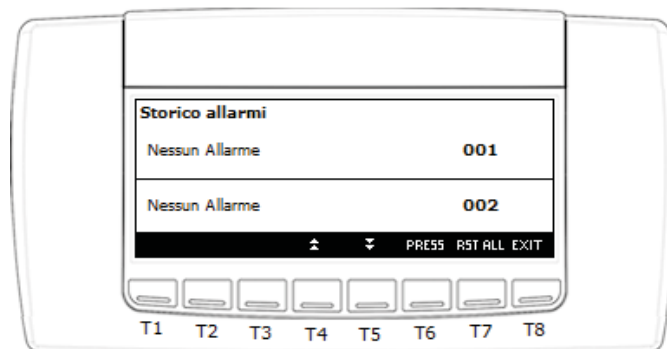 Storico allarmi
Nessun Allarme 001
Nessun Allarme 002
PRESS RST ALL EXIT
T1 T2 T3 T4 T5 T6 T7 T8